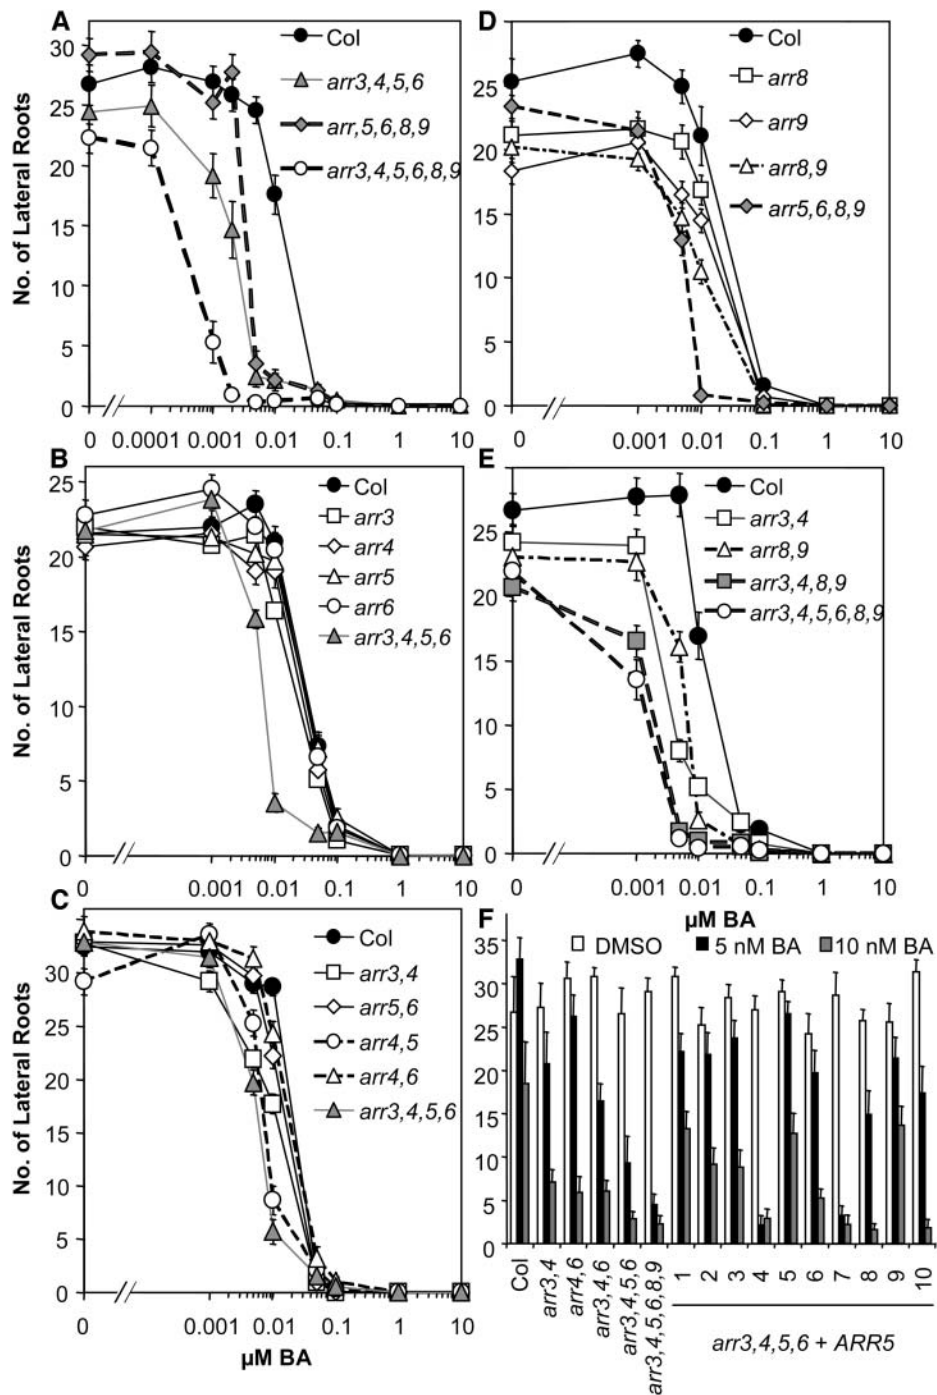 A
No. of Lateral Roots
30
25
20
15
10
5
0
Col
arr3,4,5,6
arr,5,6,8,9
arr3,4,5,6,8,9
0 0.0001 0.001 0.01 0.1 1 10
D
25
20
15
10
5
0
Col
arr8
arr9
arr8,9
arr5,6,8,9
0 0.001 0.01 0.1 1 10
B
No. of Lateral Roots
25
20
15
10
5
0
Col
arr3
arr4
arr5
arr6
arr3,4,5,6
0 0.001 0.01 0.1 1 10
E
25
20
15
10
5
0
Col
arr3,4
arr8,9
arr3,4,8,9
arr3,4,5,6,8,9
0 0.001 0.01 0.1 1 10
µM BA
C
No. of Lateral Roots
30
25
20
15
10
5
0
Col
arr3,4
arr5,6
arr4,5
arr4,6
arr3,4,5,6
0 0.001 0.01 0.1 1 10
µM BA
F
35
30
25
20
15
10
5
0
DMSO 5 nM BA 10 nM BA
Col
arr3,4
arr4,6
arr3,4,6
arr3,4,5,6
arr3,4,5,6,8,9
1 2 3 4 5 6 7 8 9 10
arr3,4,5,6 + ARR5